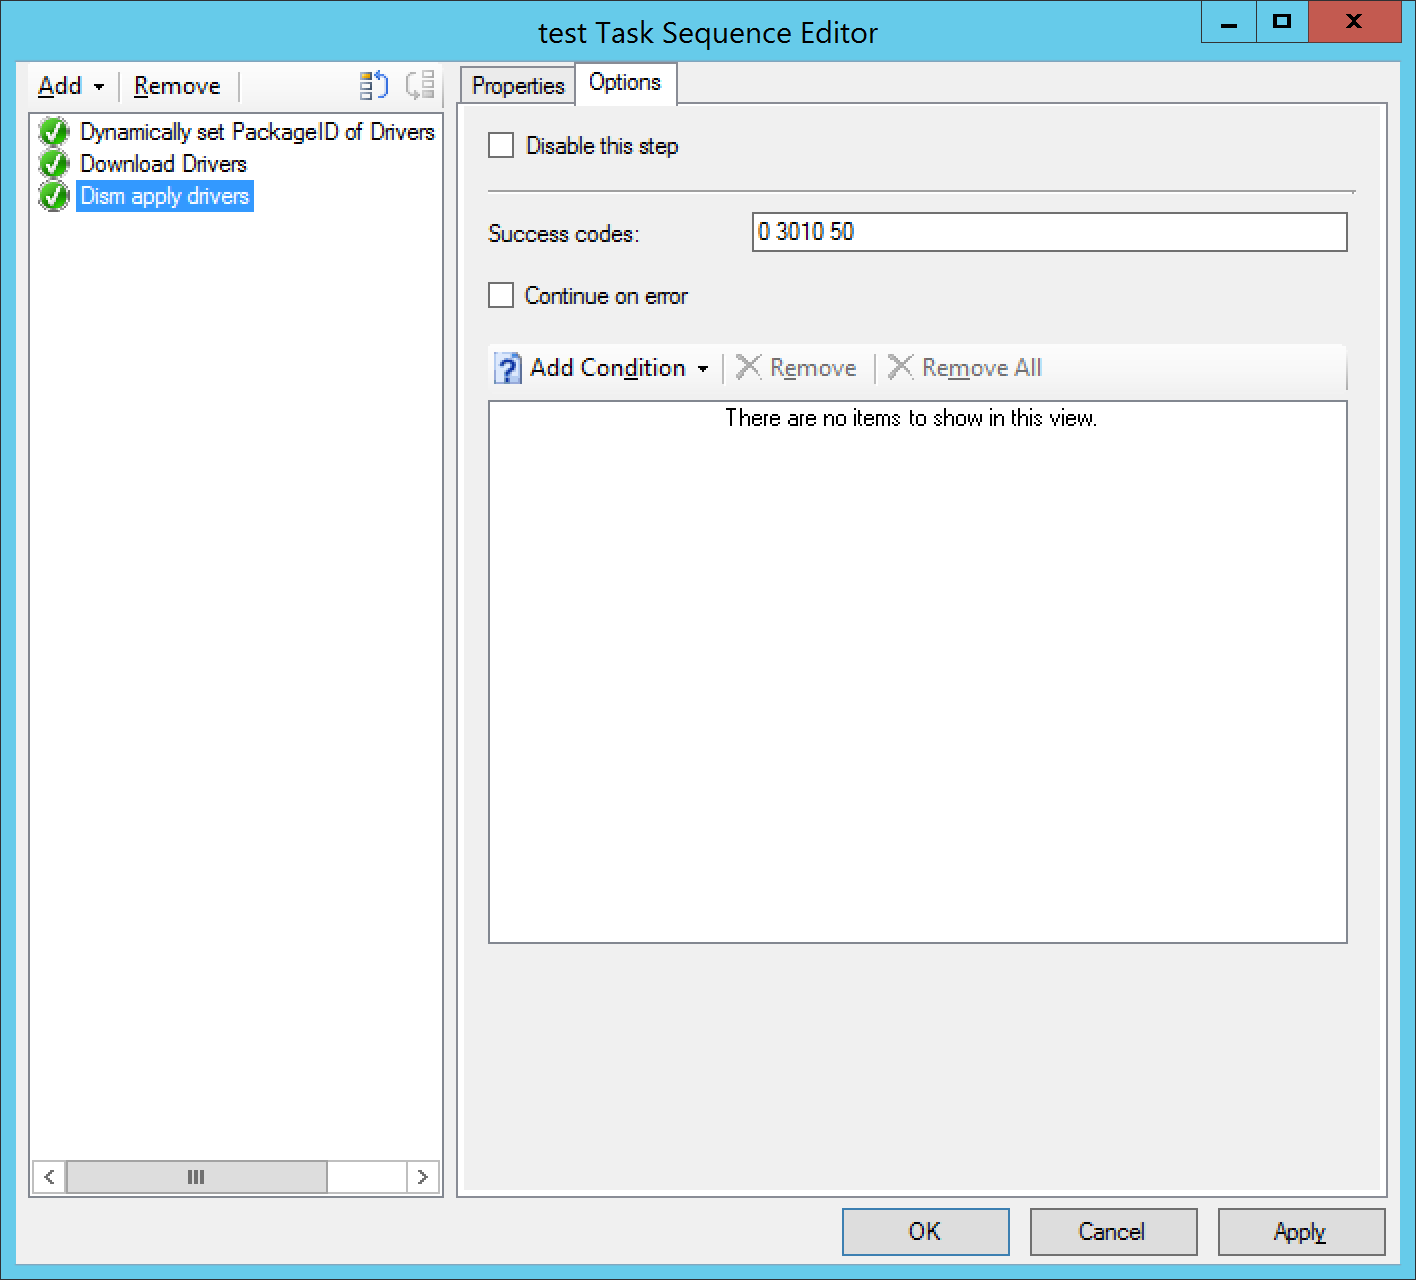 test Task Sequence Editor
Add Remove
Properties Options
Dynamically set PackageID of Drivers
Download Drivers
Dism apply drivers
Disable this step
Success codes: 0 3010 50
Continue on error
Add Condition Remove Remove All
There are no items to show in this view.
OK Cancel Apply